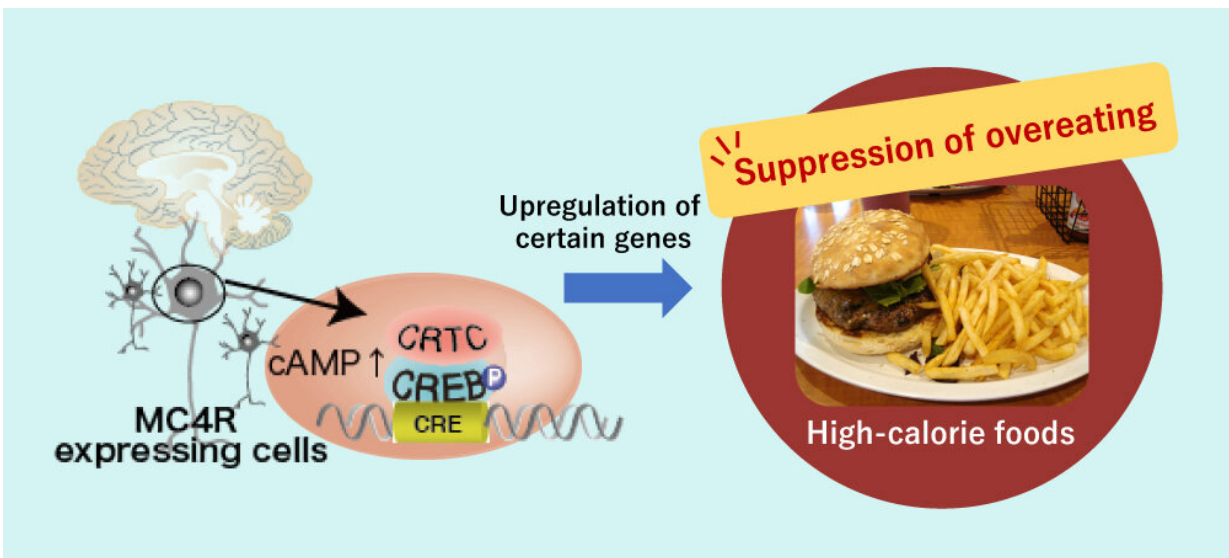 Suppression of overeating
Upregulation of
certain genes
CRTC
cAMP ↑
CREB
P
CRE
MC4R
expressing cells
High-calorie foods